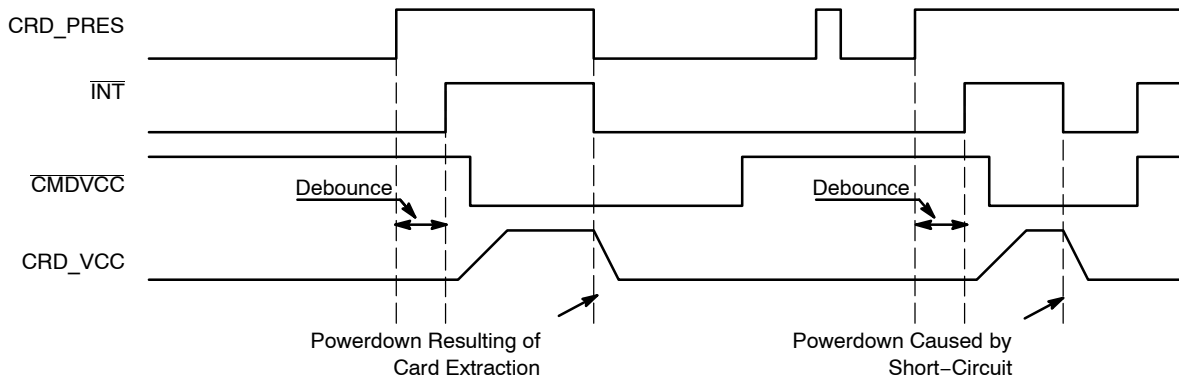 CRD_PRES
INT
CMDVCC
Debounce
Debounce
CRD_VCC
Powerdown Resulting of
Card Extraction
Powerdown Caused by
Short−Circuit